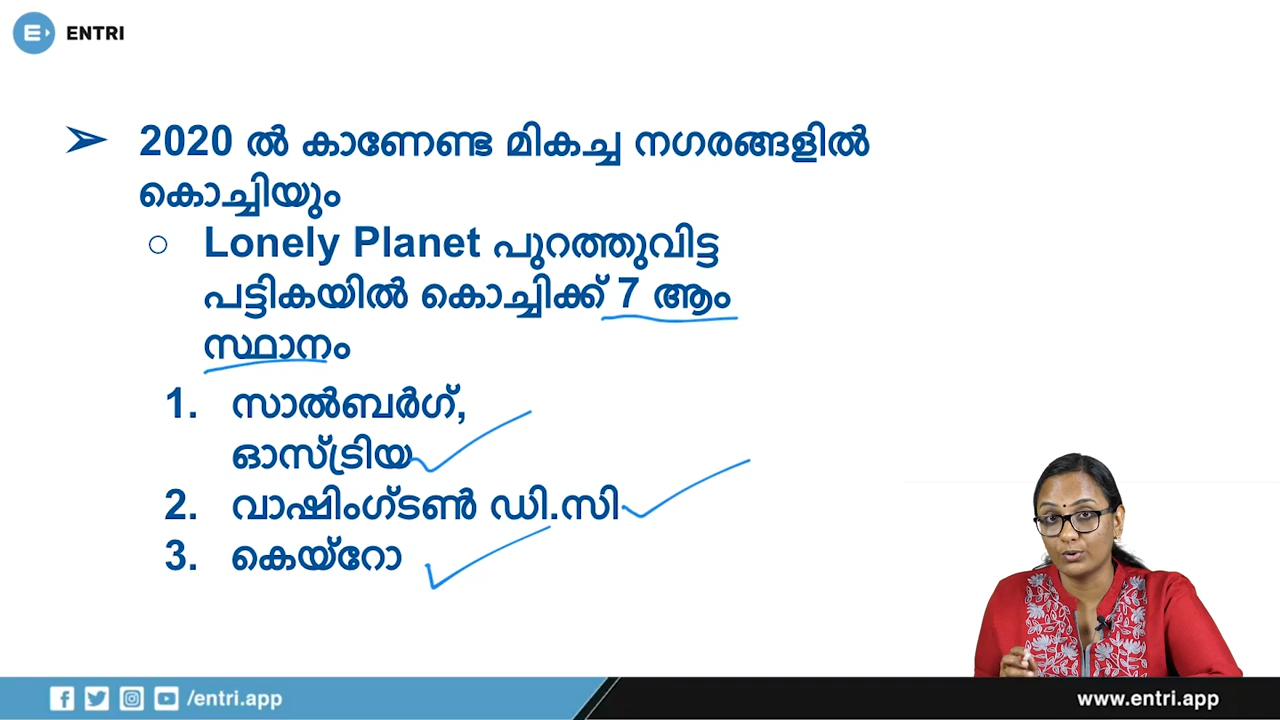 ENTRI
➢ 2020 ൽ കാണേണ്ട മികച്ച നഗരങ്ങളിൽ
കൊച്ചിയും
○ Lonely Planet പുറത്തുവിട്ട
പട്ടികയിൽ കൊച്ചിക്ക് 7 ആം
സ്ഥാനം
1. സാൽബർഗ്,
ഓസ്ട്രിയ
2. വാഷിംഗ്ടൺ ഡി.സി
3. കെയ്റോ
/entri.app
www.entri.app